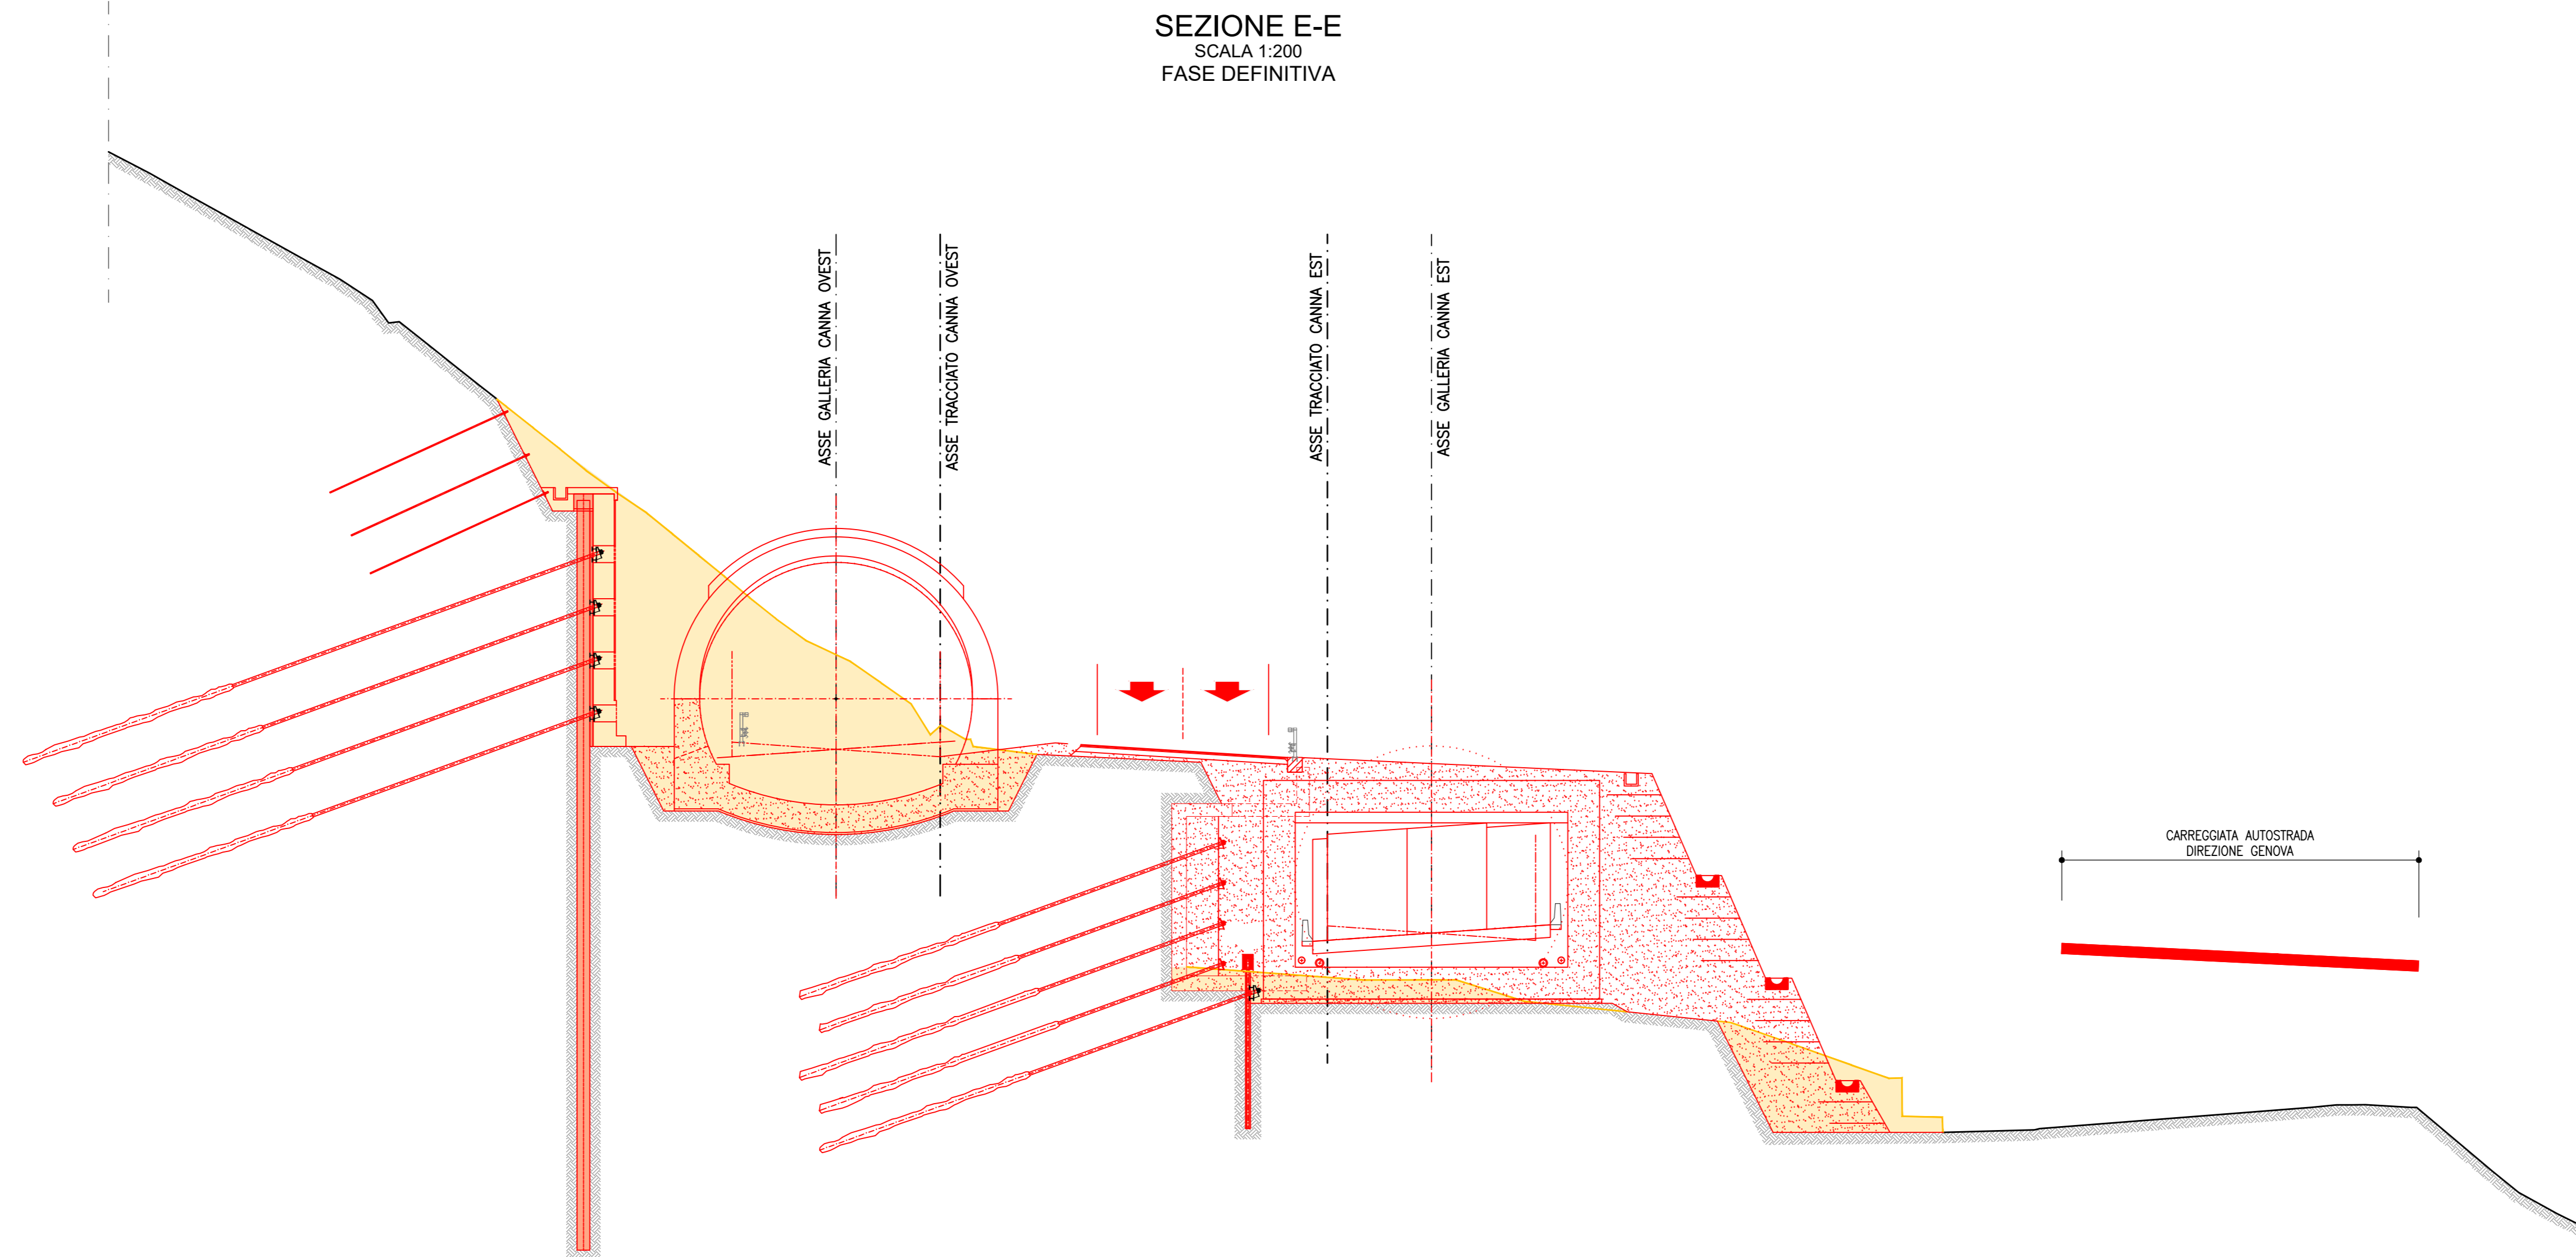 SEZIONE E-E
SCALA 1:200
FASE DEFINITIVA
ASSE GALLERIA CANNA OVEST
ASSE TRACCIATO CANNA OVEST
ASSE TRACCIATO CANNA EST
ASSE GALLERIA CANNA EST
CARREGGIATA AUTOSTRADA
DIREZIONE GENOVA